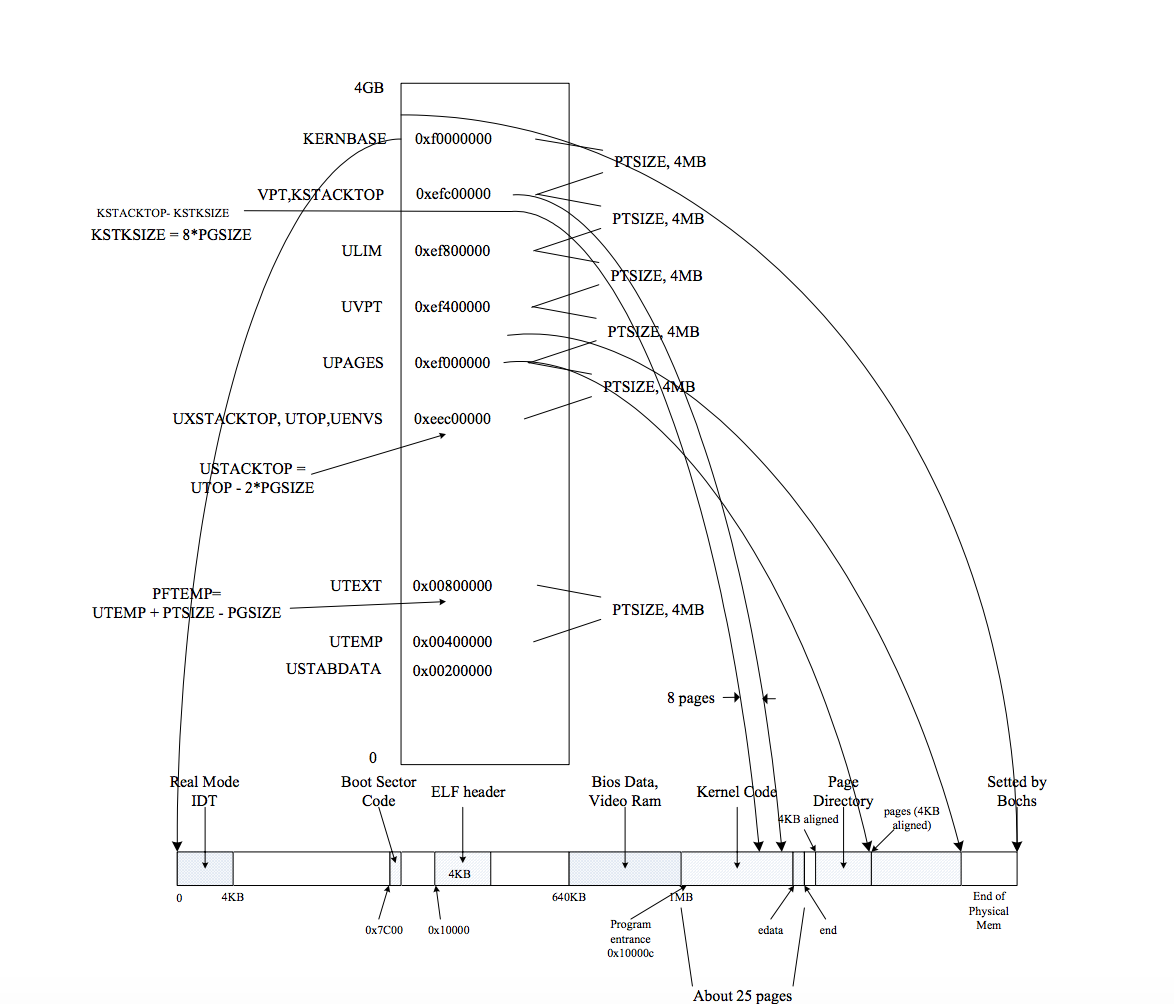 4GB
KERNBASE 0xf0000000
PTSIZE, 4MB
VPT,KSTACKTOP 0xefc00000
KSTACKTOP- KSTKSIZE
PTSIZE, 4MB
KSTKSIZE = 8*PGSIZE
ULIM 0xef800000
PTSIZE, 4MB
UVPT 0xef400000
PTSIZE, 4MB
UPAGES 0xef000000
PTSIZE, 4MB
UXSTACKTOP, UTOP,UENVS 0xeec00000
USTACKTOP =
UTOP - 2*PGSIZE
UTEXT 0x00800000
PFTEMP=
UTEMP + PTSIZE - PGSIZE
PTSIZE, 4MB
UTEMP 0x00400000
USTABDATA 0x00200000
8 pages
0
Real Mode
IDT
Boot Sector
Code
ELF header
Bios Data,
Video Ram
Kernel Code
Page
Directory
Setted by
Bochs
4KB aligned
pages (4KB
aligned)
4KB
0
4KB
640KB
1MB
End of
Physical
Mem
0x7C00
0x10000
Program
entrance
0x10000c
edata
end
About 25 pages